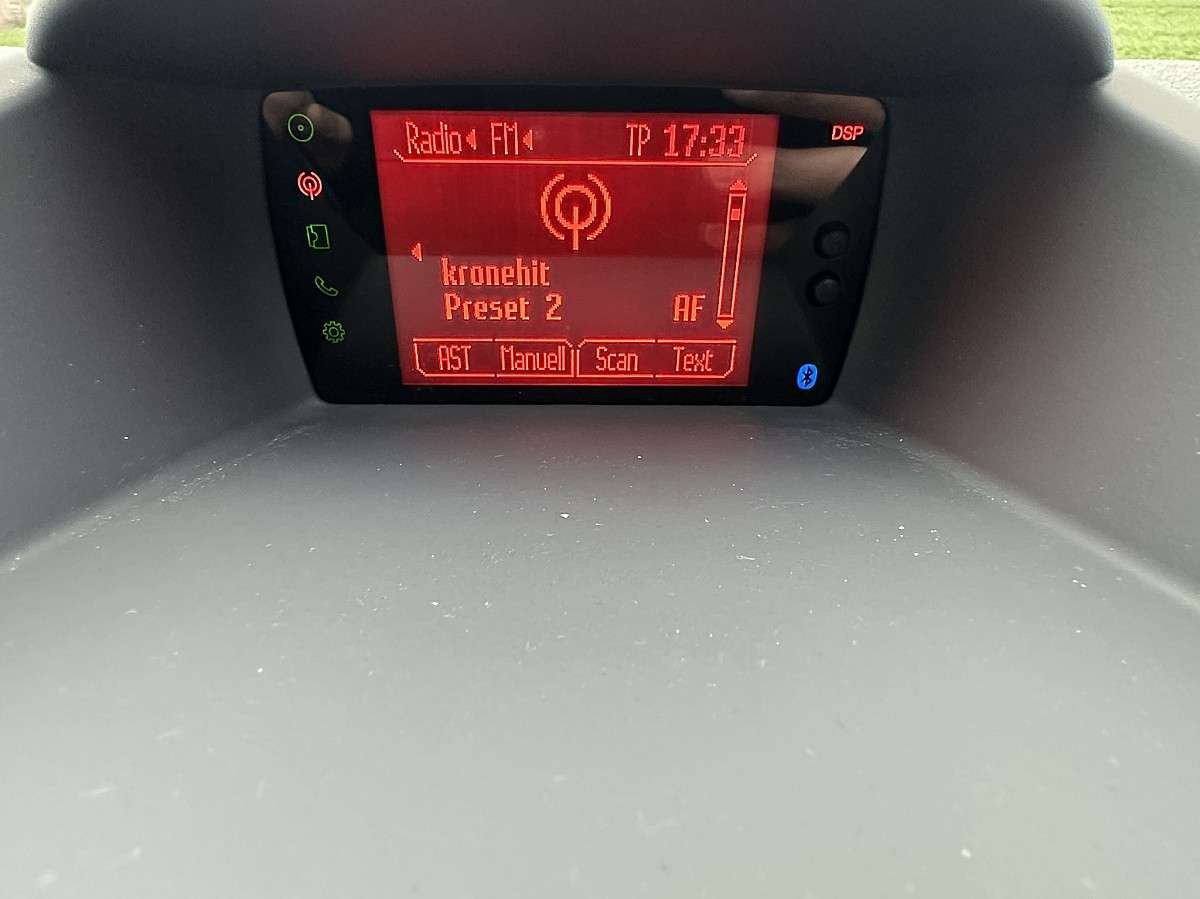 Radio FM TP 17:33
DSP
kronehit
Preset 2 AF
AST Manuell Scan Text